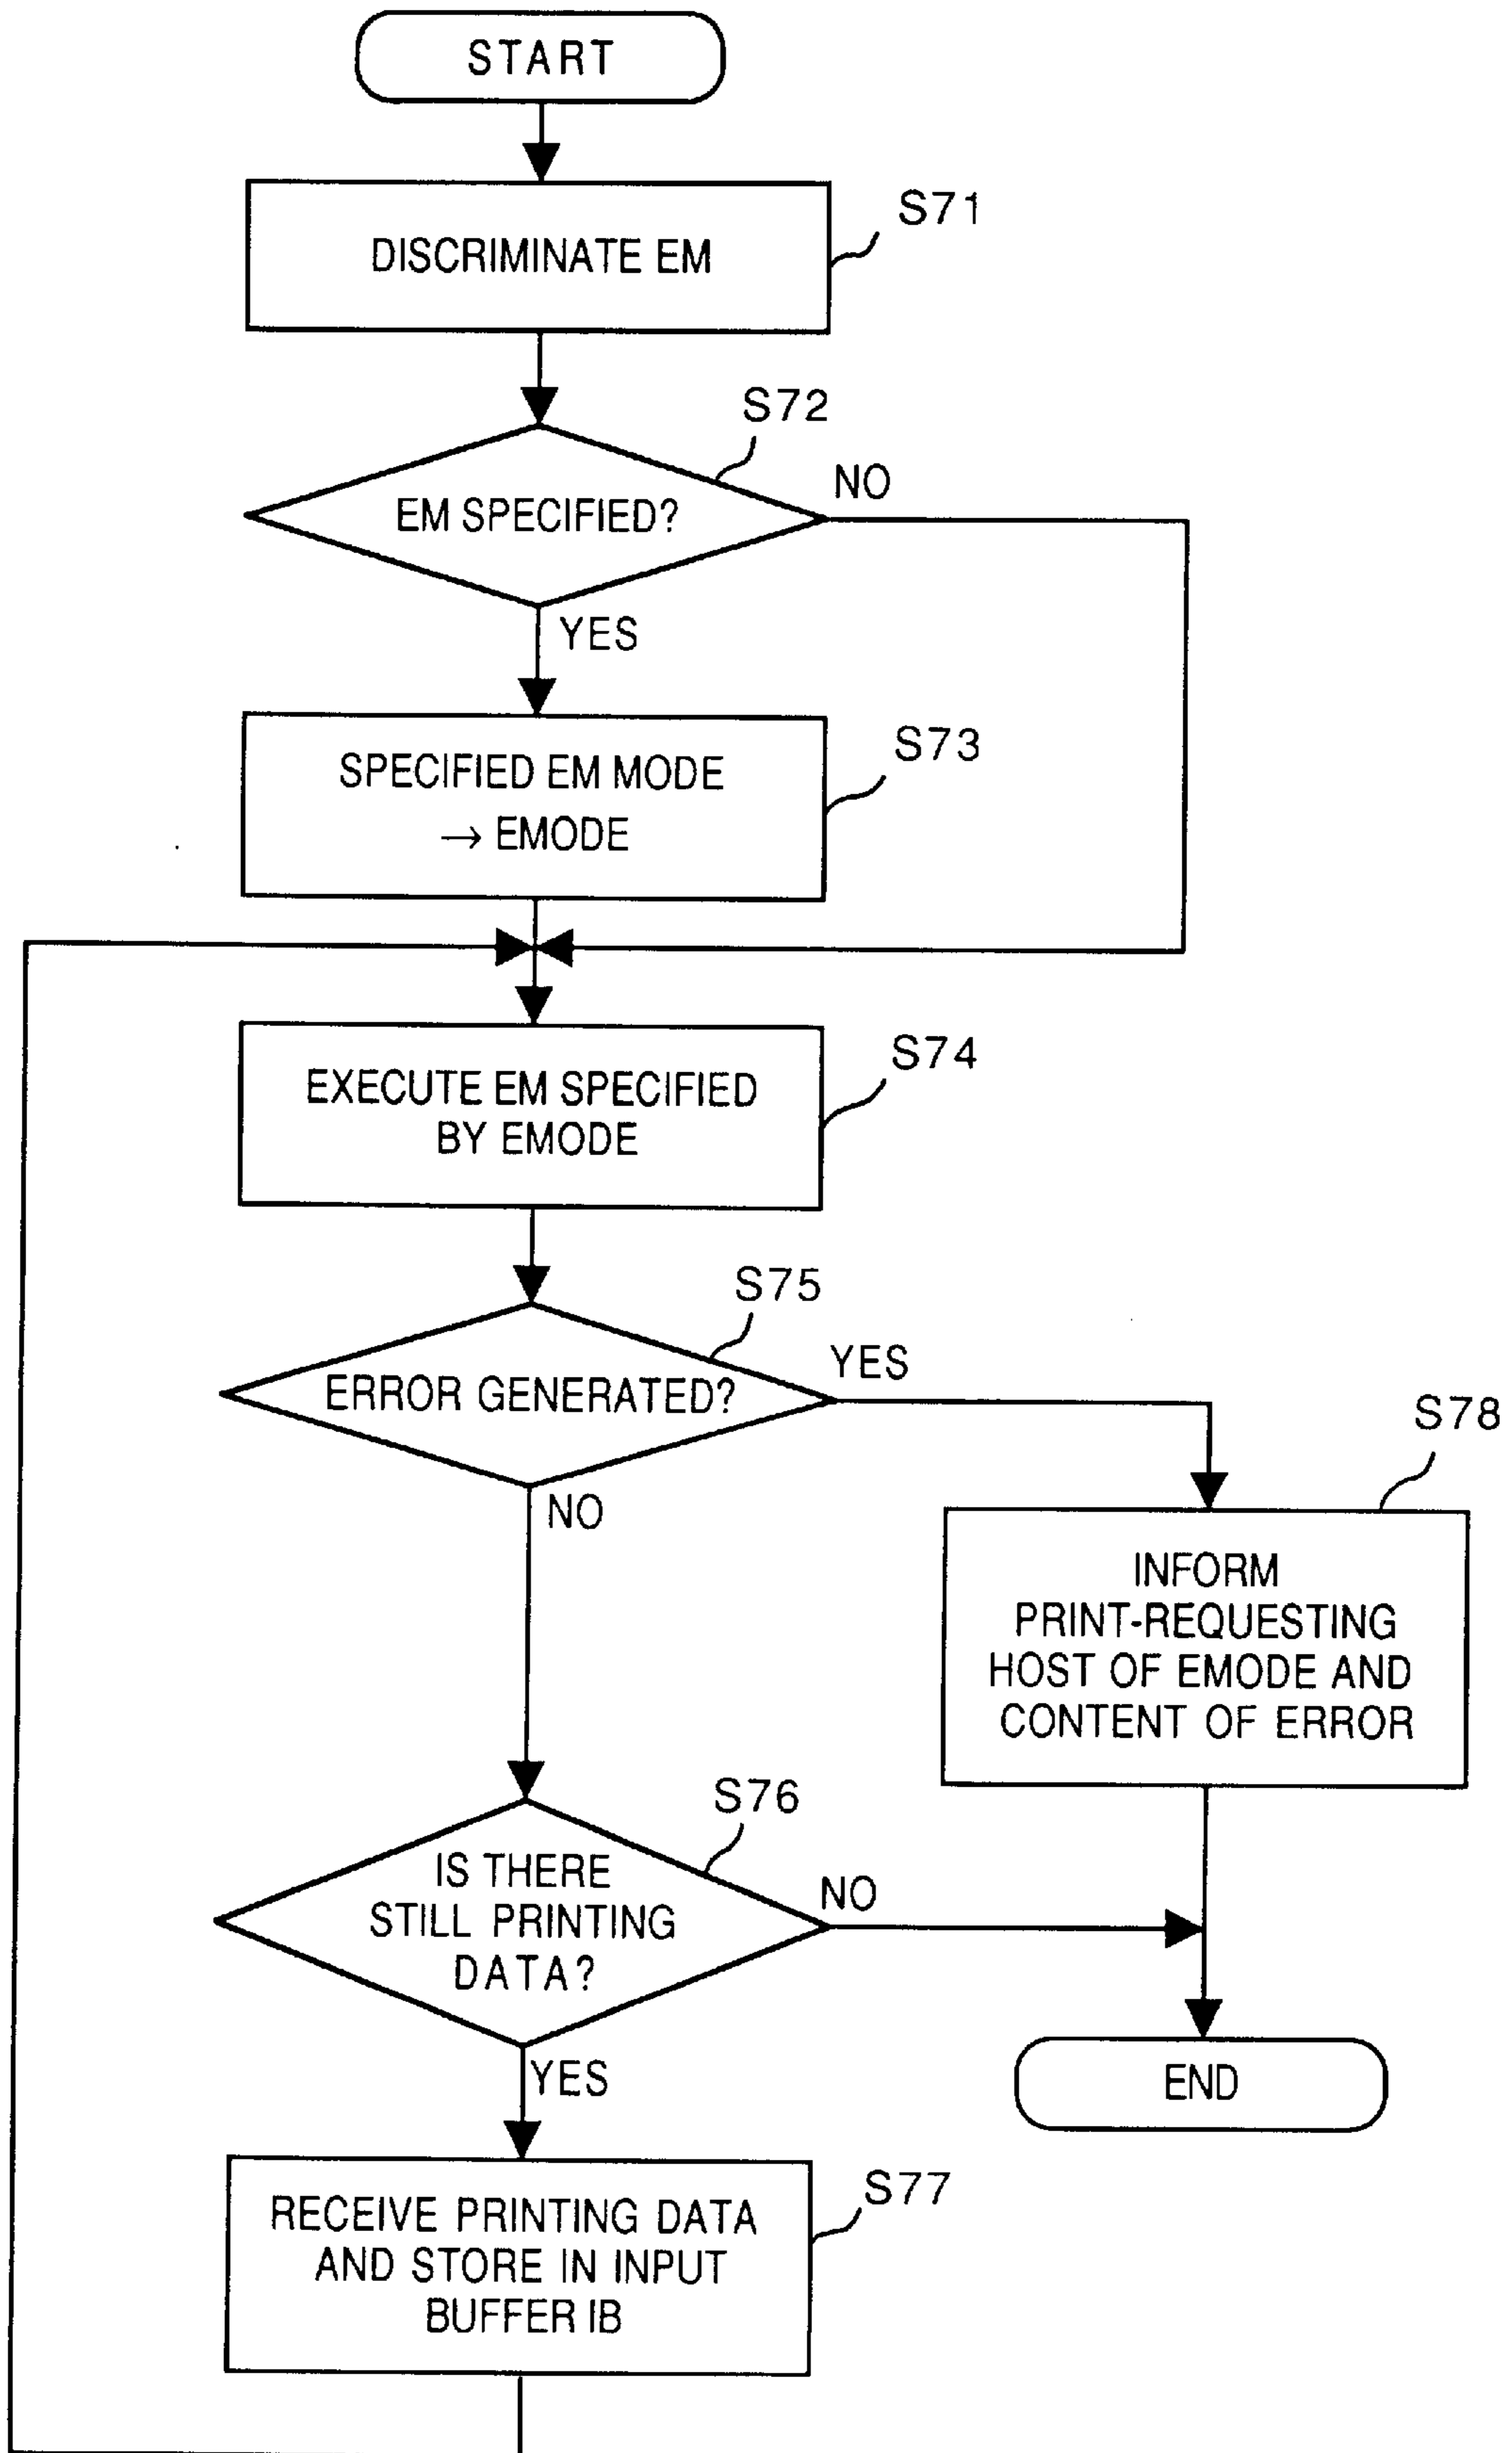 START
S71
DISCRIMINATE EM
S72
NO
EM SPECIFIED?
YES
S73
SPECIFIED EM MODE
→ EMODE
S74
EXECUTE EM SPECIFIED
BY EMODE
S75
YES
ERROR GENERATED?
S78
NO
INFORM
PRINT-REQUESTING
HOST OF EMODE AND
CONTENT OF ERROR
S76
IS THERE
STILL PRINTING
DATA?
NO
YES
END
S77
RECEIVE PRINTING DATA
AND STORE IN INPUT
BUFFER IB